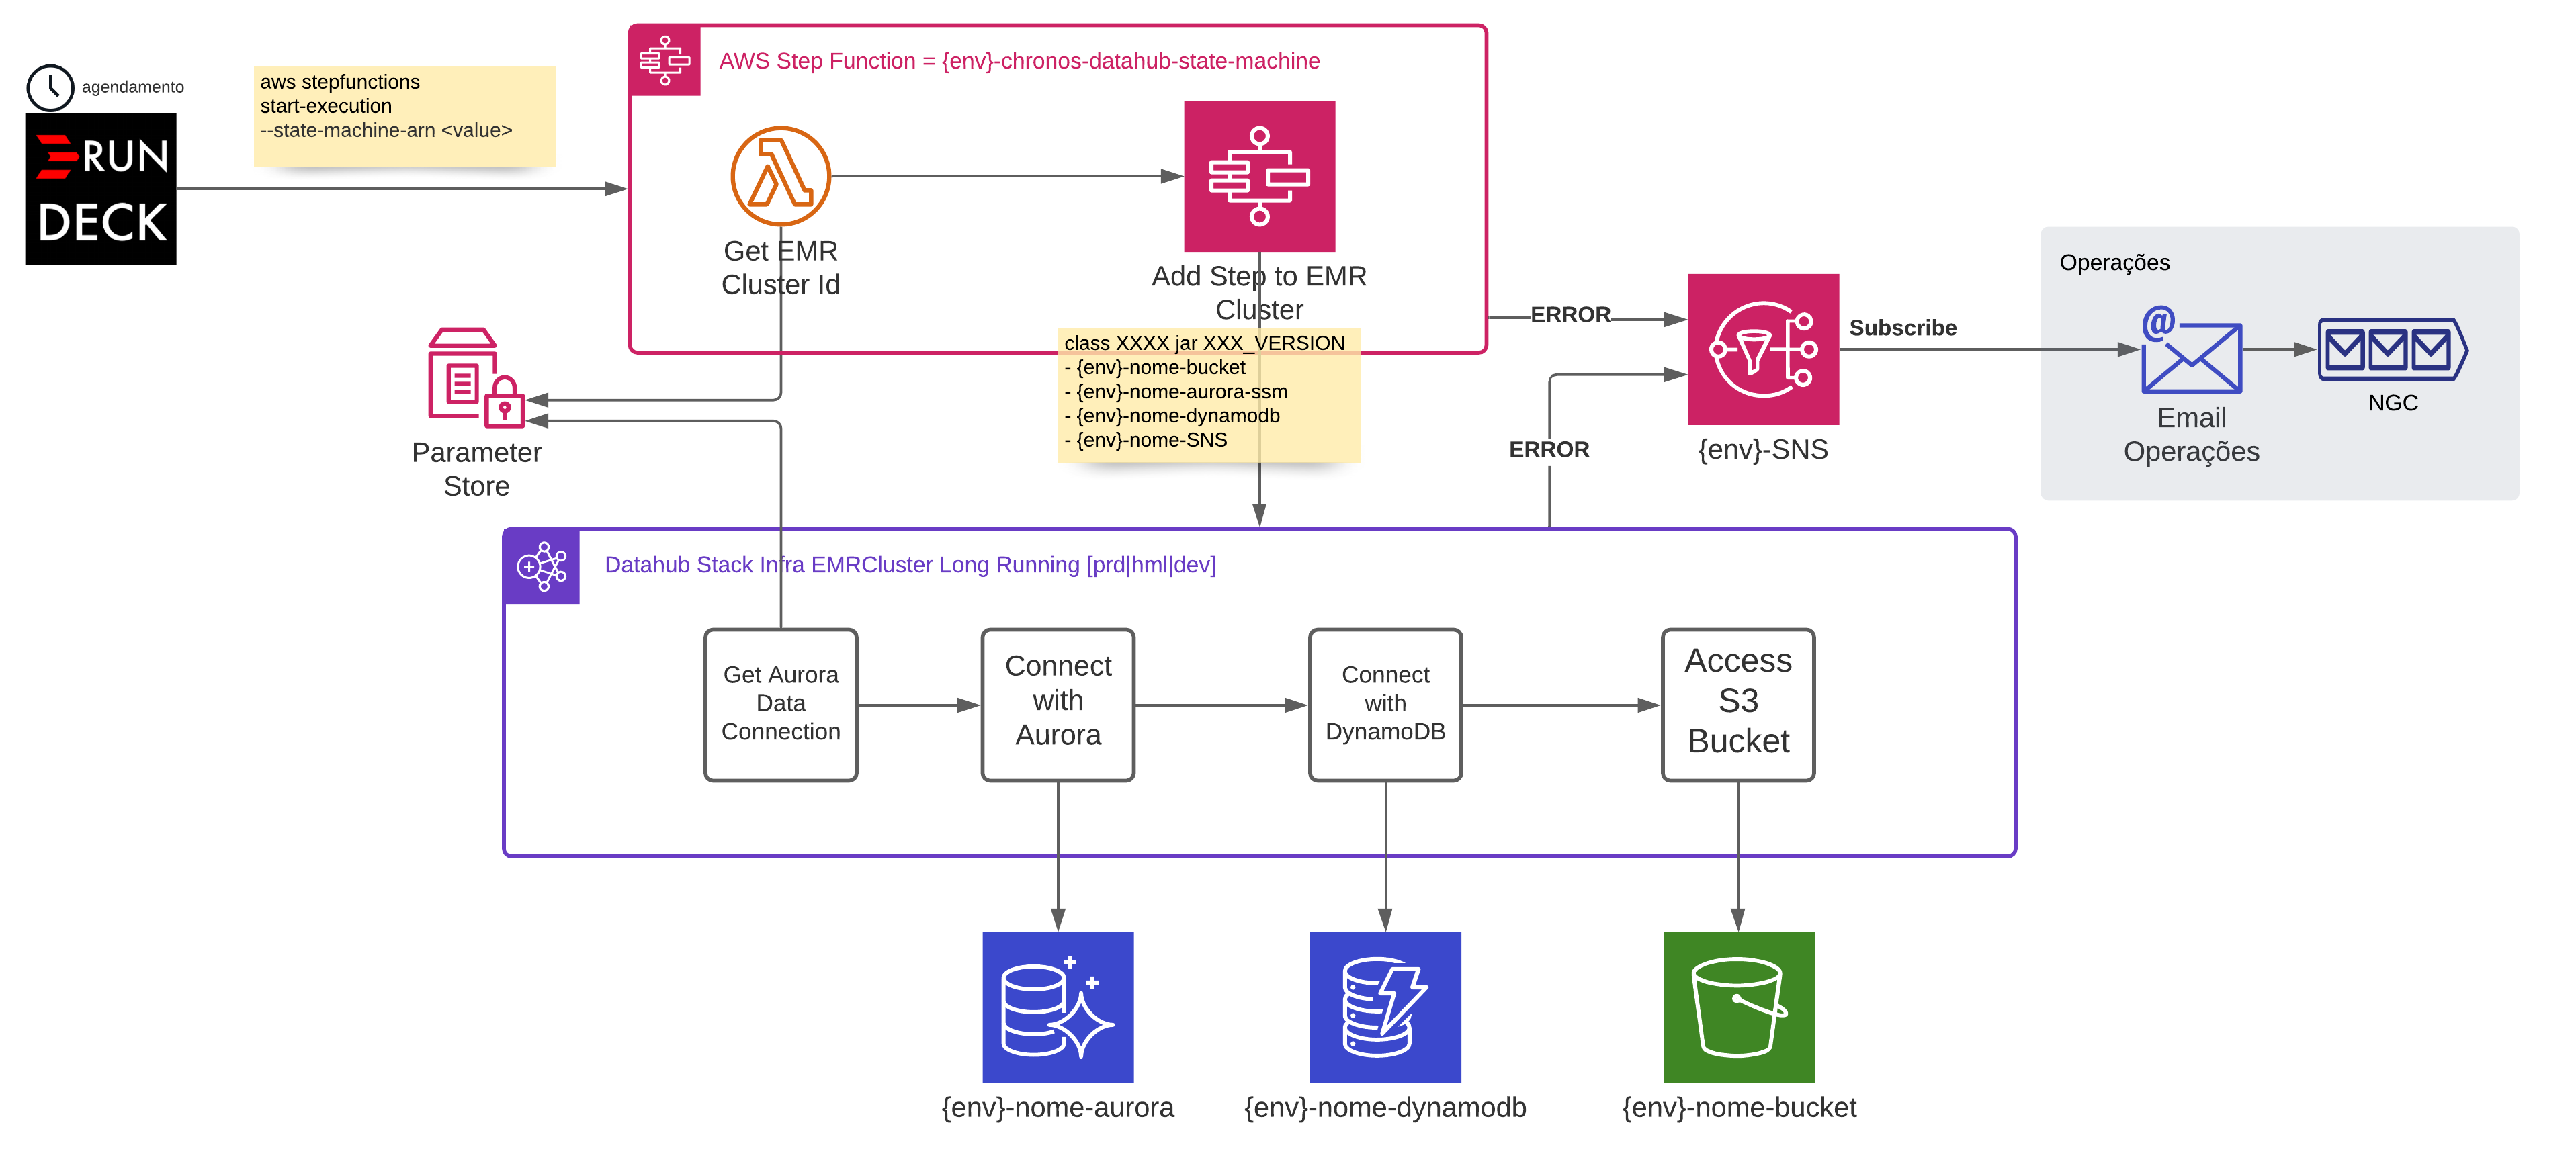 agendamento
RUN
DECK
aws stepfunctions
start-execution
--state-machine-arn <value>
AWS Step Function = {env}-chronos-datahub-state-machine
Get EMR
Cluster Id
Add Step to EMR
Cluster
class XXXX jar XXX_VERSION
- {env}-nome-bucket
- {env}-nome-aurora-ssm
- {env}-nome-dynamodb
- {env}-nome-SNS
Parameter
Store
ERROR
ERROR
{env}-SNS
Subscribe
Operações
@
Email
Operações
NGC
Datahub Stack Infra EMRCluster Long Running [prd|hml|dev]
Get Aurora
Data
Connection
Connect
with
Aurora
Connect
with
DynamoDB
Access
S3
Bucket
{env}-nome-aurora
{env}-nome-dynamodb
{env}-nome-bucket